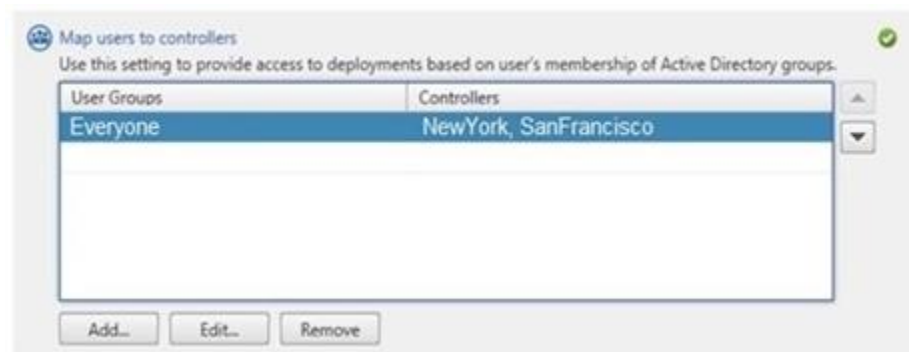 Map users to controllers
Use this setting to provide access to deployments based on user's membership of Active Directory groups.
User Groups Controllers
Everyone NewYork, SanFrancisco
Add... Edit... Remove